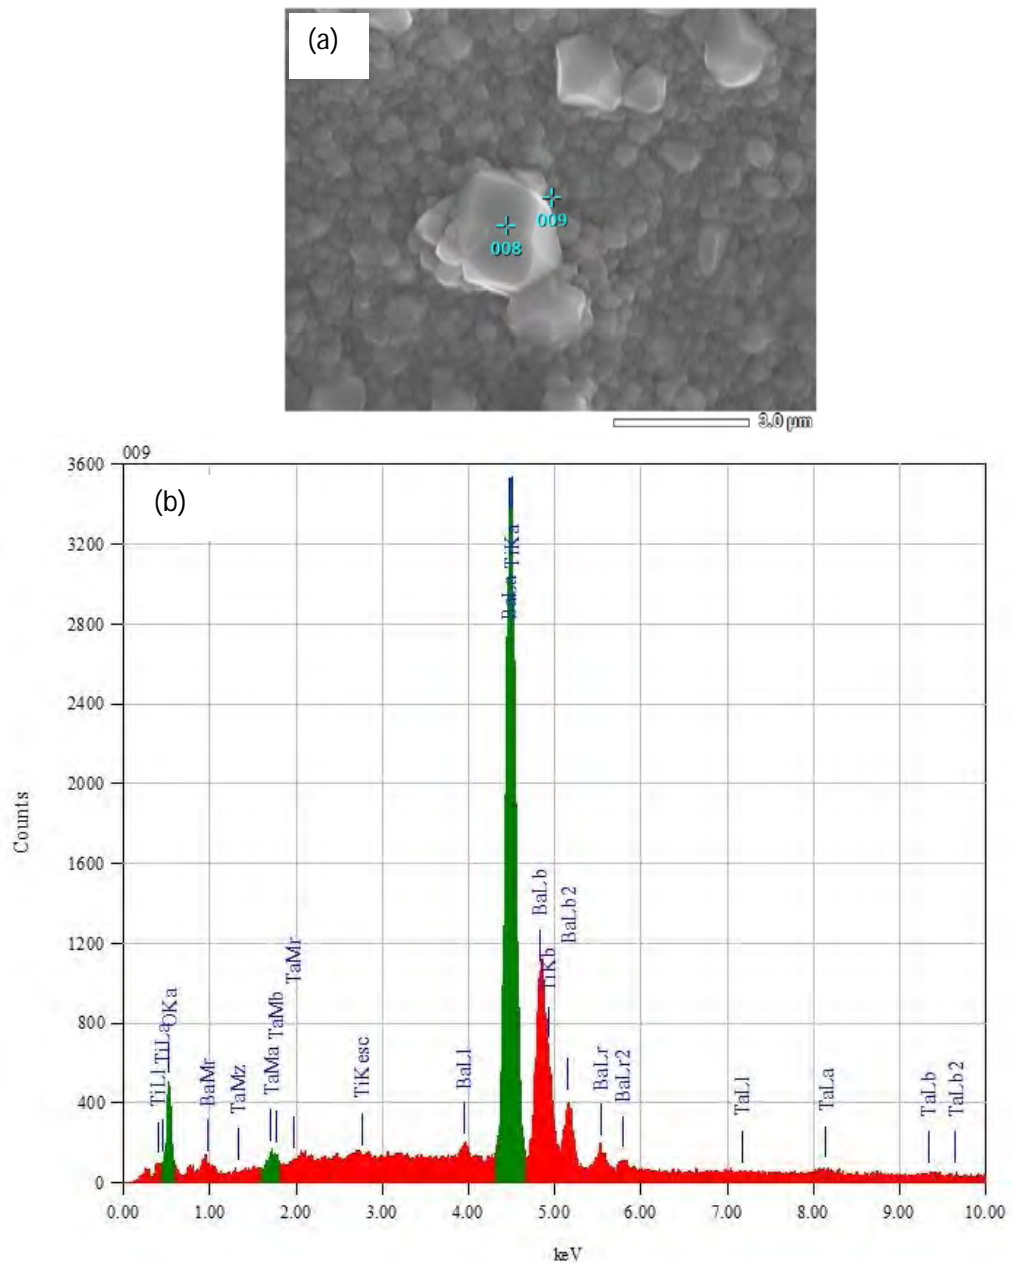 (a)
009
008
3.0 µm
009
3600
(b)
3200
2800
2400
2000
1600
1200
800
400
0
Counts
TiLl
TiLa
OKa
BaMr
TaMz
TaMa
TaMb
TaMr
TiKesc
BaLl
BaLa
TiKa
BaLb
TiKb
BaLb2
BaLr
BaLr2
TaLl
TaLa
TaLb
TaLb2
0.00 1.00 2.00 3.00 4.00 5.00 6.00 7.00 8.00 9.00 10.00
keV